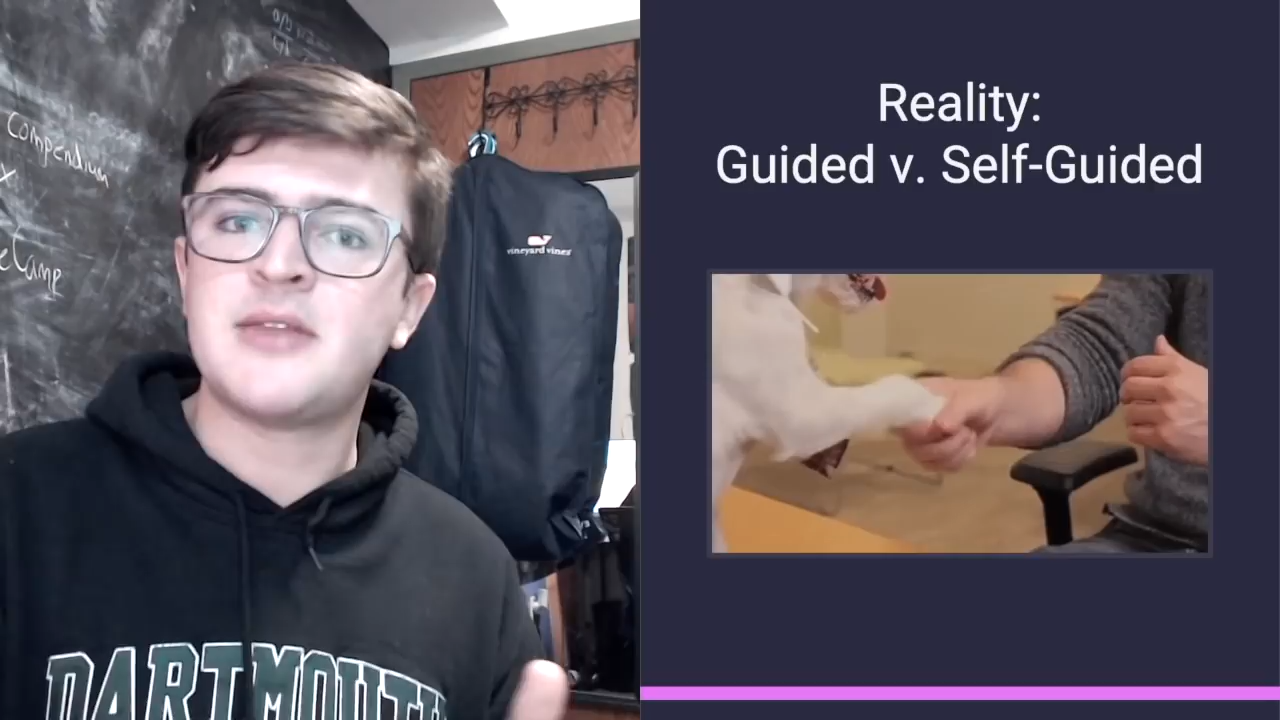 compendium
vineyard vines
DARTMOUTH
Reality:
Guided v. Self-Guided